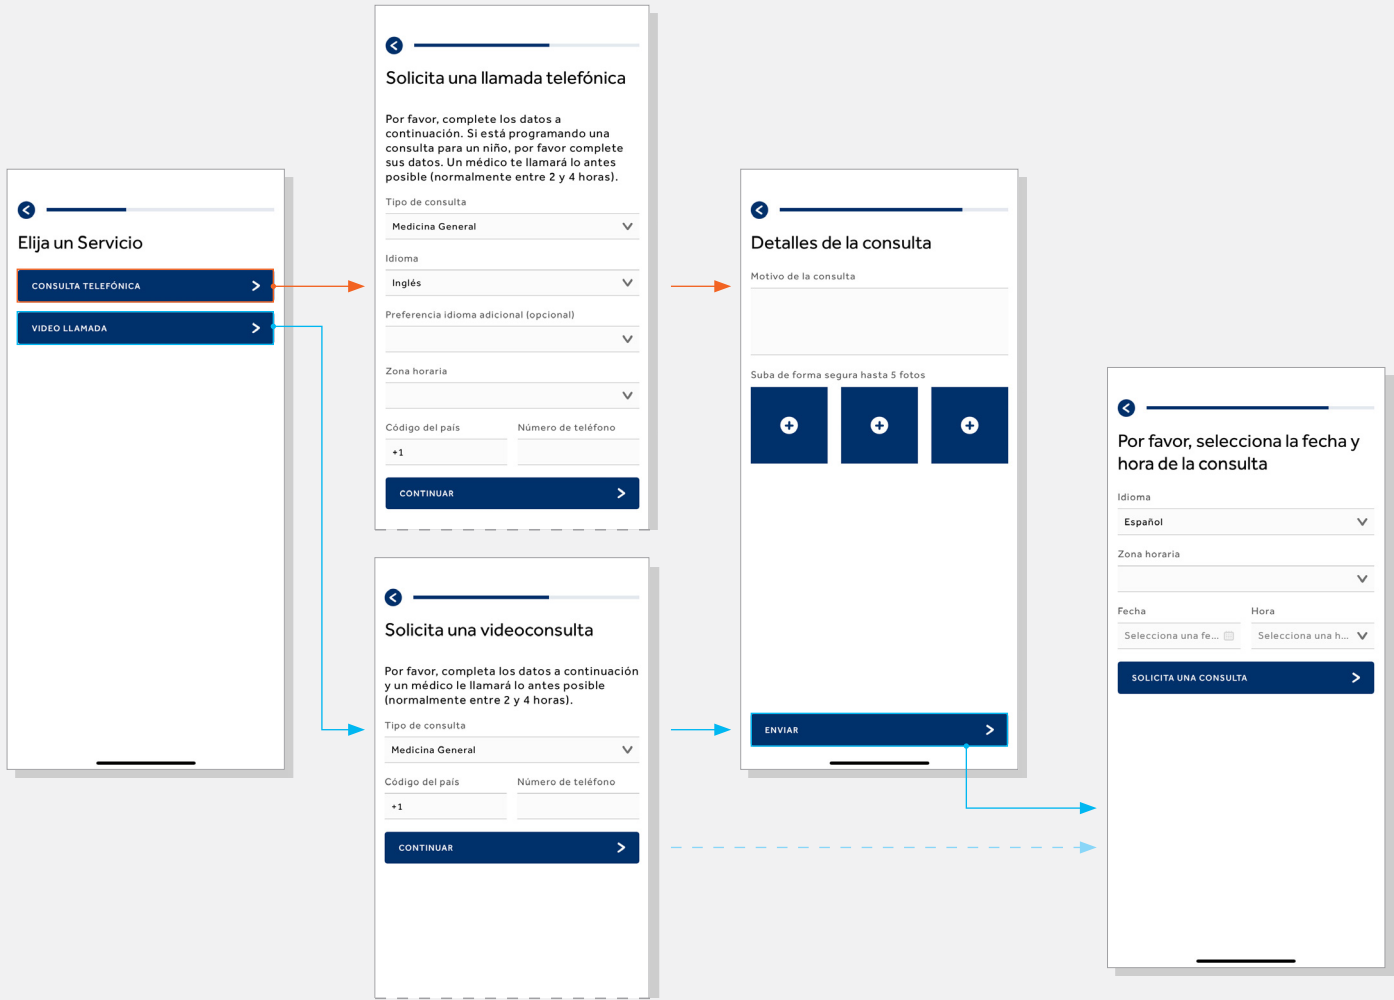 Elija un Servicio
CONSULTA TELEFÓNICA
VIDEO LLAMADA
Solicita una llamada telefónica
Por favor, complete los datos a
continuación. Si está programando una
consulta para un niño, por favor complete
sus datos. Un médico te llamará lo antes
posible (normalmente entre 2 y 4 horas).
Tipo de consulta
Medicina General
Idioma
Inglés
Preferencia idioma adicional (opcional)
Zona horaria
Código del país
Número de teléfono
+1
CONTINUAR
Solicita una videoconsulta
Por favor, completa los datos a continuación
y un médico le llamará lo antes posible
(normalmente entre 2 y 4 horas).
Tipo de consulta
Medicina General
Código del país
Número de teléfono
+1
CONTINUAR
Detalles de la consulta
Motivo de la consulta
Suba de forma segura hasta 5 fotos
ENVIAR
Por favor, selecciona la fecha y
hora de la consulta
Idioma
Español
Zona horaria
Fecha
Hora
Selecciona una fe...
Selecciona una h...
SOLICITA UNA CONSULTA